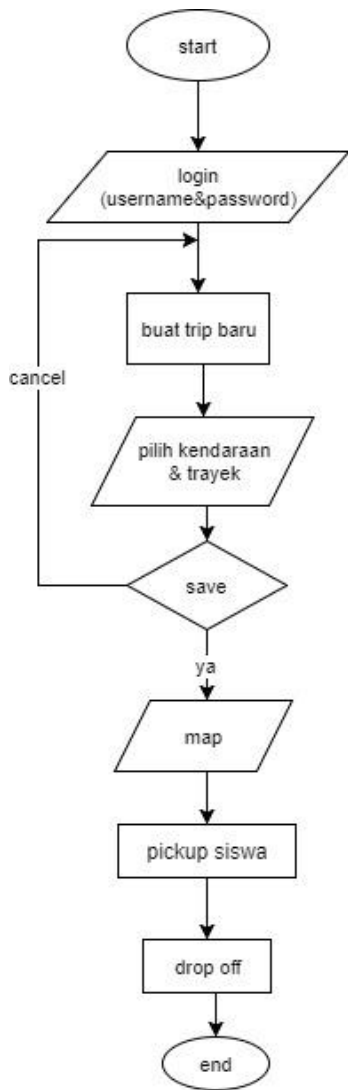 start
login
(username&password)
buat trip baru
cancel
pilih kendaraan
& trayek
save
ya
map
pickup siswa
drop off
end